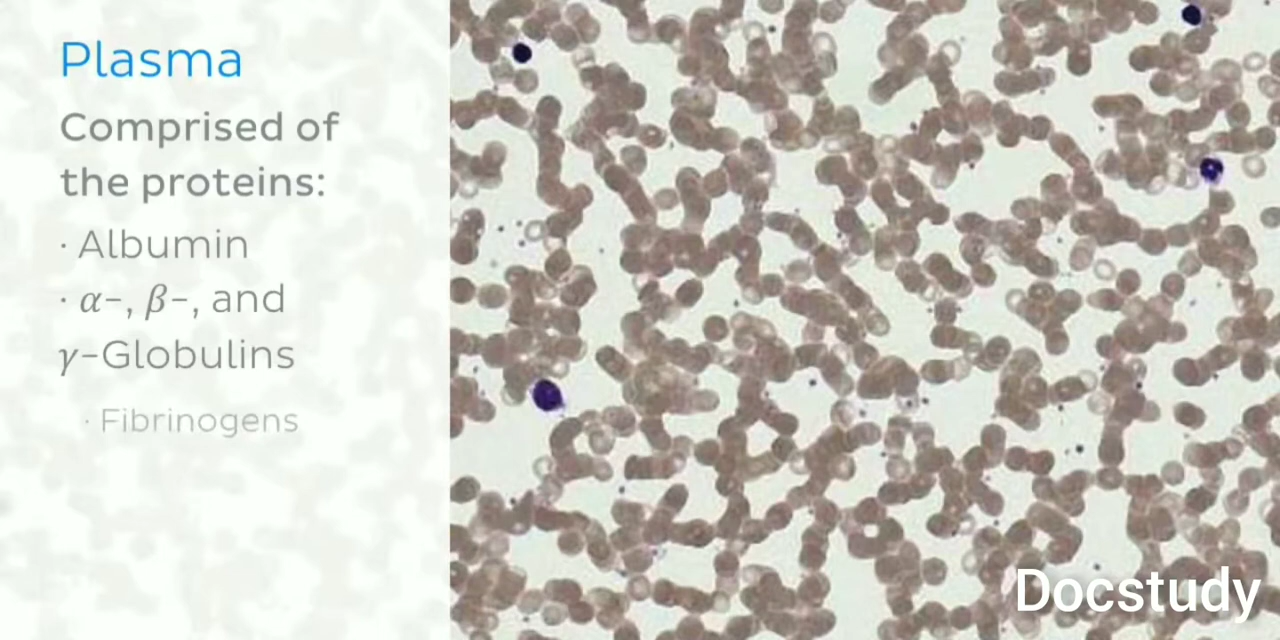 Plasma
Comprised of
the proteins:
· Albumin
· α-, β-, and
γ-Globulins
· Fibrinogens
Docstudy